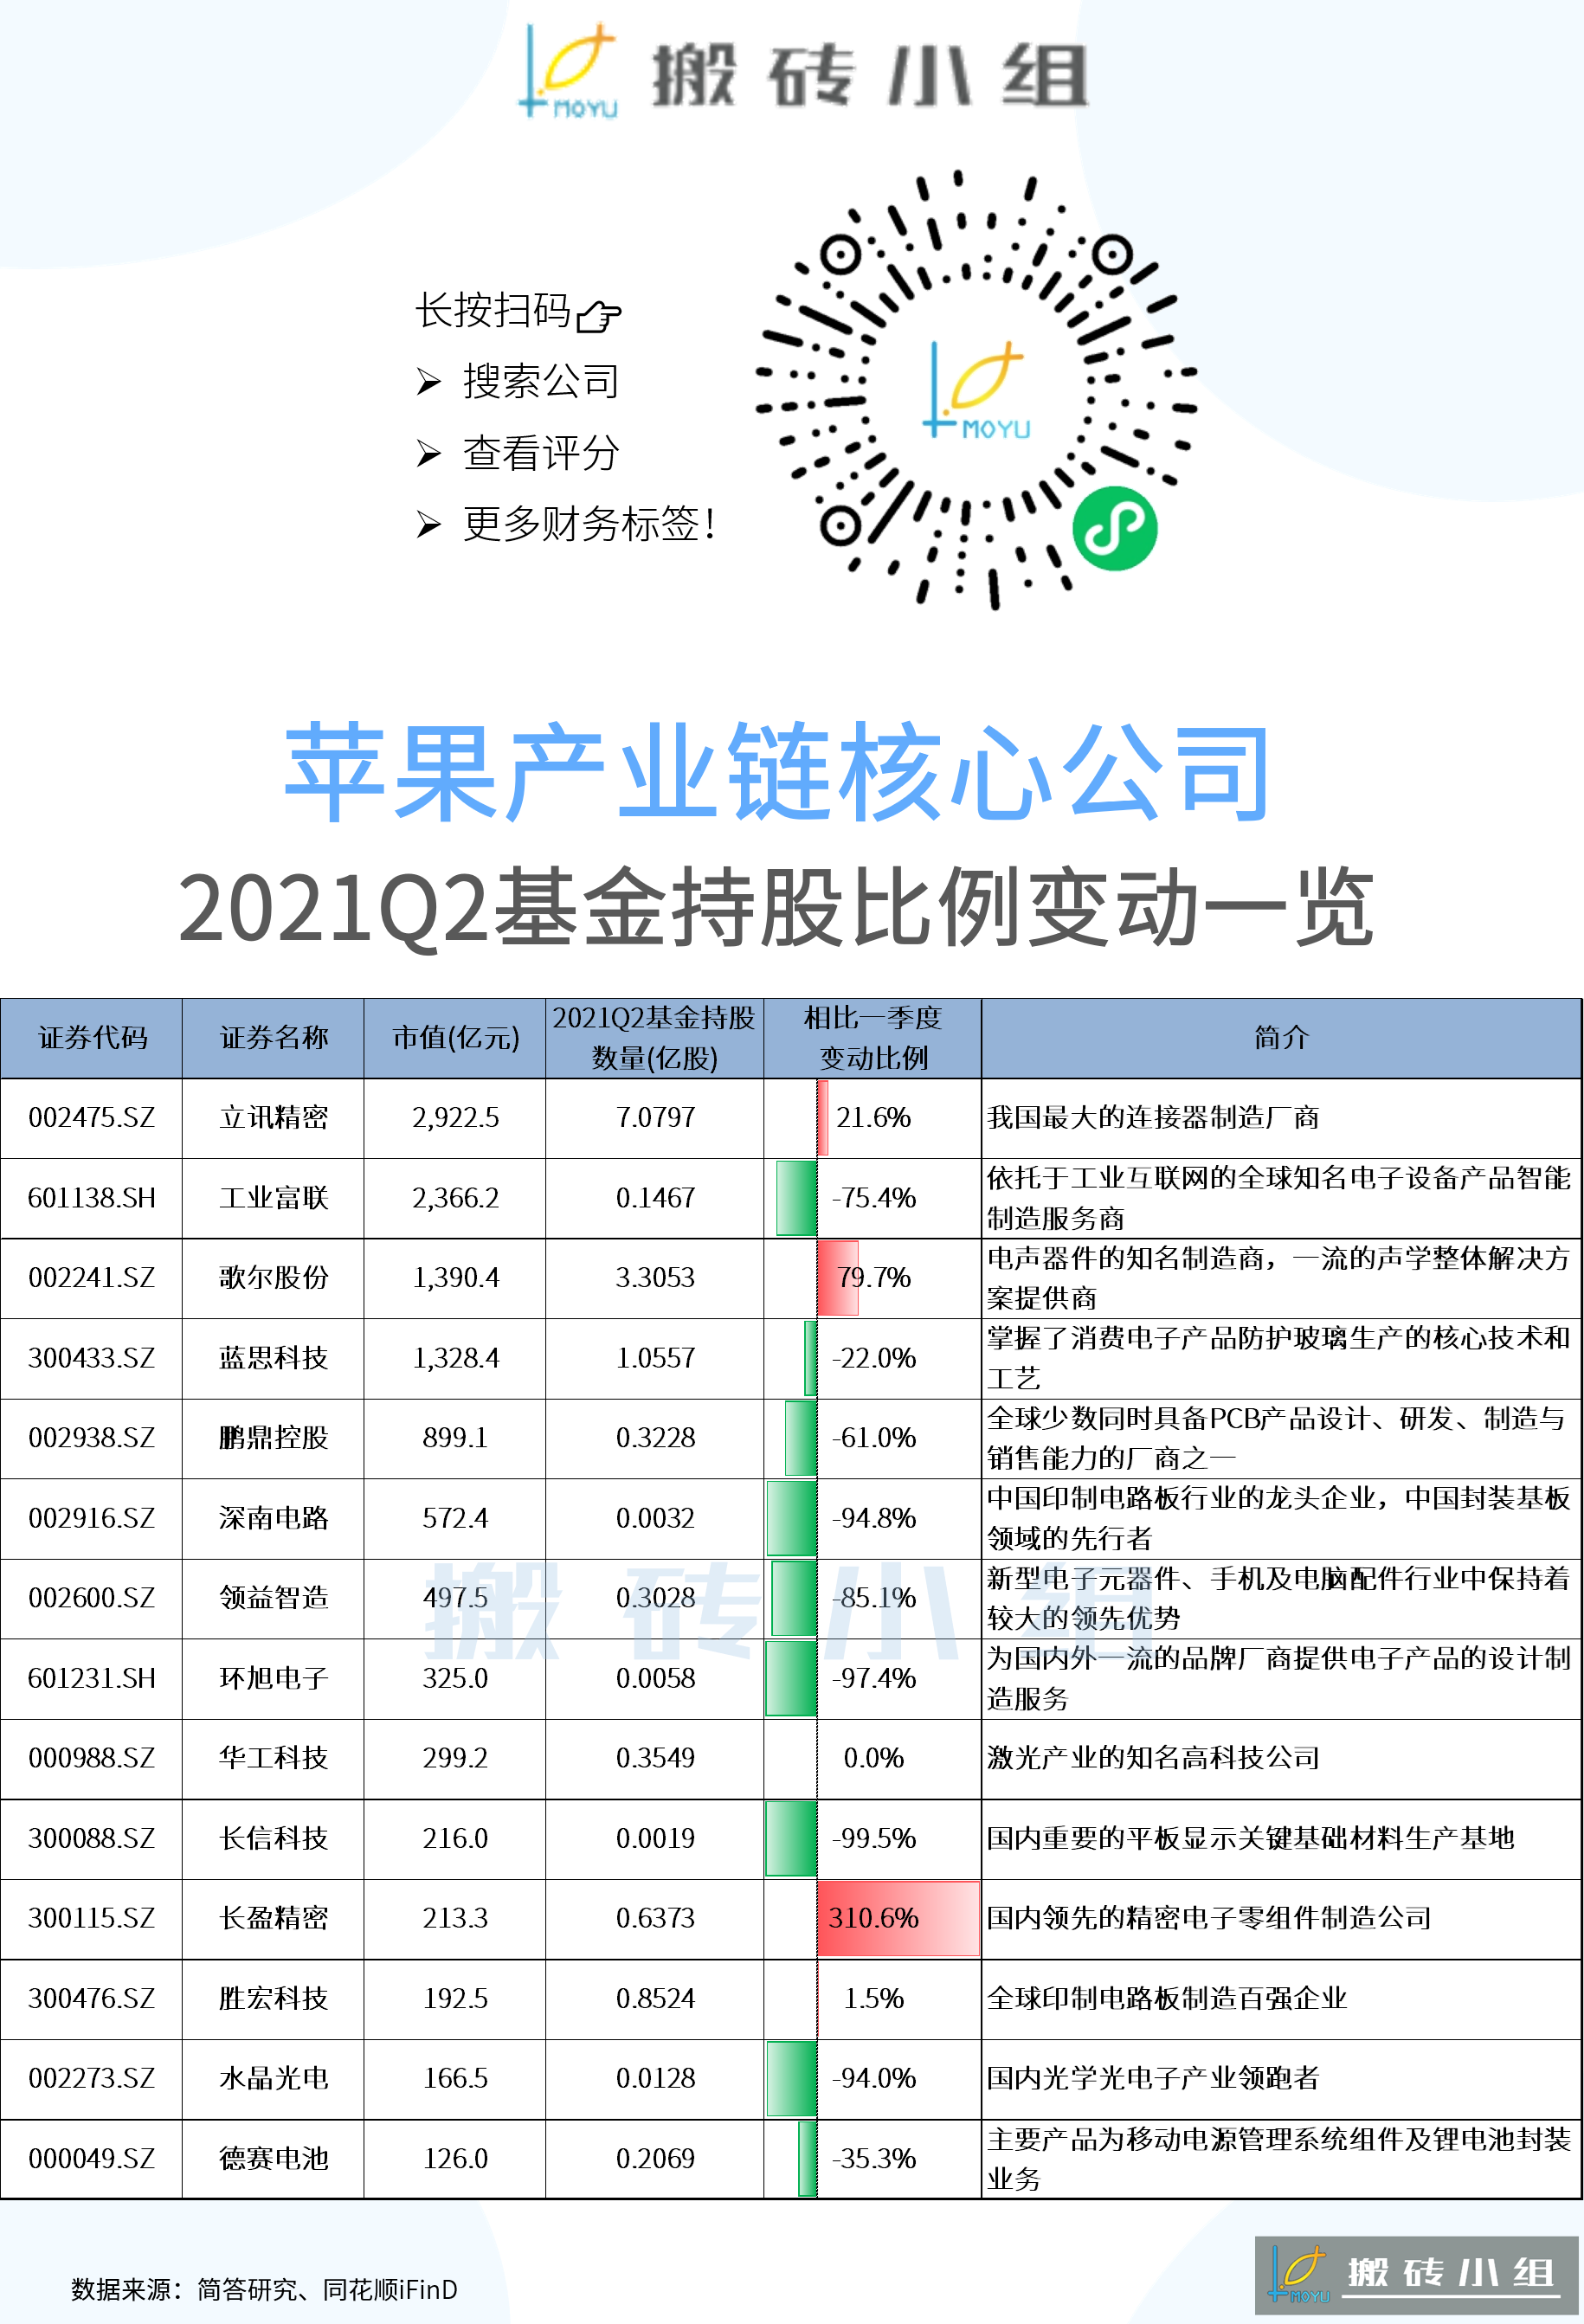 MOYU 搬砖小组
长按扫码
➢ 搜索公司
➢ 查看评分
➢ 更多财务标签!
MOYU
苹果产业链核心公司
2021Q2基金持股比例变动一览
证券代码 证券名称 市值(亿元) 2021Q2基金持股数量(亿股) 相比一季度变动比例 简介
002475.SZ 立讯精密 2,922.5 7.0797 21.6% 我国最大的连接器制造厂商
601138.SH 工业富联 2,366.2 0.1467 -75.4% 依托于工业互联网的全球知名电子设备产品智能制造服务商
002241.SZ 歌尔股份 1,390.4 3.3053 79.7% 电声器件的知名制造商，一流的声学整体解决方案提供商
300433.SZ 蓝思科技 1,328.4 1.0557 -22.0% 掌握了消费电子产品防护玻璃生产的核心技术和工艺
002938.SZ 鹏鼎控股 899.1 0.3228 -61.0% 全球少数同时具备PCB产品设计、研发、制造与销售能力的厂商之一
002916.SZ 深南电路 572.4 0.0032 -94.8% 中国印制电路板行业的龙头企业，中国封装基板领域的先行者
002600.SZ 领益智造 497.5 0.3028 -85.1% 新型电子元器件、手机及电脑配件行业中保持着较大的领先优势
601231.SH 环旭电子 325.0 0.0058 -97.4% 为国内外一流的品牌厂商提供电子产品的设计制造服务
000988.SZ 华工科技 299.2 0.3549 0.0% 激光产业的知名高科技公司
300088.SZ 长信科技 216.0 0.0019 -99.5% 国内重要的平板显示关键基础材料生产基地
300115.SZ 长盈精密 213.3 0.6373 310.6% 国内领先的精密电子零组件制造公司
300476.SZ 胜宏科技 192.5 0.8524 1.5% 全球印制电路板制造百强企业
002273.SZ 水晶光电 166.5 0.0128 -94.0% 国内光学光电子产业领跑者
000049.SZ 德赛电池 126.0 0.2069 -35.3% 主要产品为移动电源管理系统组件及锂电池封装业务
搬砖小组
数据来源：简答研究、同花顺iFinD
MOYU 搬砖小组